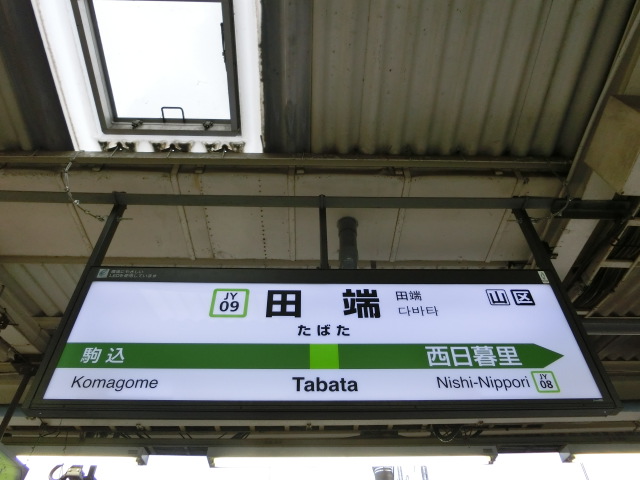 JY
09
田端
田端
다바타
山 区
たばた
駒込
西日暮里
Komagome
Tabata
Nishi-Nippori
JY
08